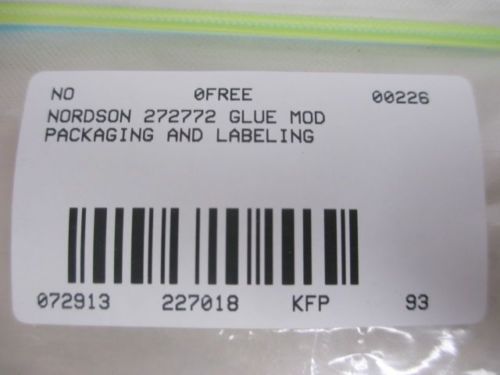 NO 0FREE 00226
NORDSON 272772 GLUE MOD
PACKAGING AND LABELING
072913 227018 KFP 93